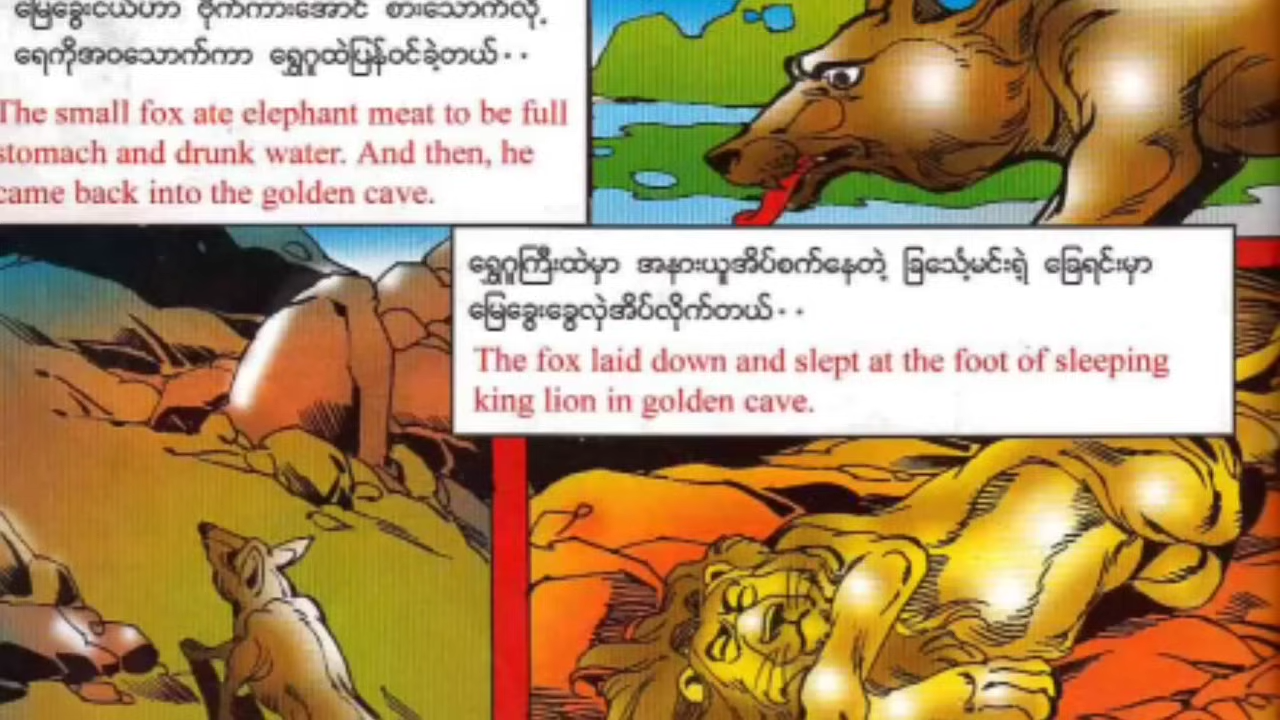 မြေခွေးငယ်ဟာ ဗိုက်ကားအောင် စားသောက်လို့
ရေကိုအဝသောက်ကာ ရွှေဂူထဲပြန်ဝင်ခဲ့တယ်··
The small fox ate elephant meat to be full
stomach and drunk water. And then, he
came back into the golden cave.
ရွှေဂူကြီးထဲမှာ အနားယူအိပ်စက်နေတဲ့ ခြင်္သေ့မင်းရဲ့ ခြေရင်းမှာ
မြေခွေးခွေလှဲအိပ်လိုက်တယ်··
The fox laid down and slept at the foot of sleeping
king lion in golden cave.